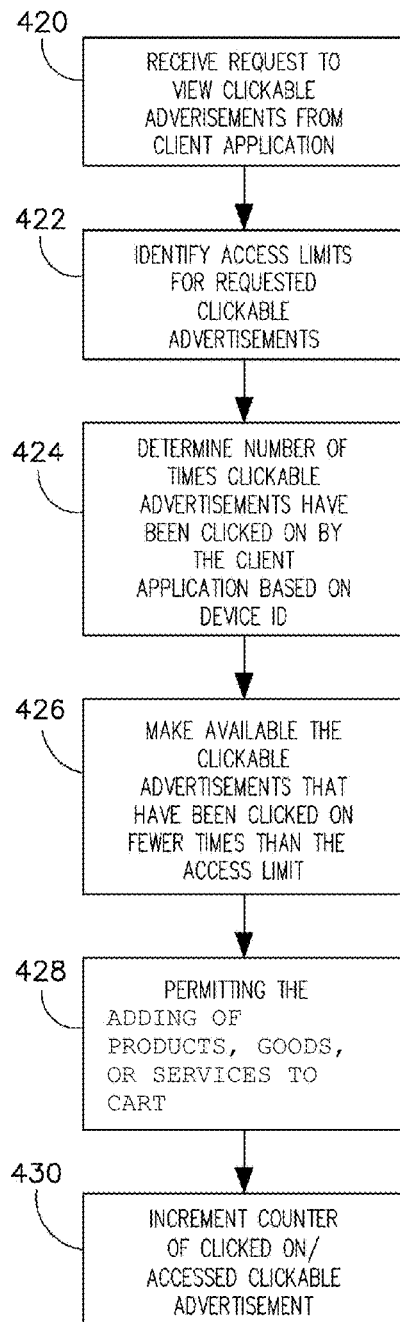 420
RECEIVE REQUEST TO
VIEW CLICKABLE
ADVERISEMENTS FROM
CLIENT APPLICATION
422
IDENTIFY ACCESS LIMITS
FOR REQUESTED
CLICKABLE
ADVERTISEMENTS
424
DETERMINE NUMBER OF
TIMES CLICKABLE
ADVERTISEMENTS HAVE
BEEN CLICKED ON BY
THE CLIENT
APPLICATION BASED ON
DEVICE ID
426
MAKE AVAILABLE THE
CLICKABLE
ADVERTISEMENTS THAT
HAVE BEEN CLICKED ON
FEWER TIMES THAN THE
ACCESS LIMIT
428
PERMITTING THE
ADDING OF
PRODUCTS, GOODS,
OR SERVICES TO
CART
430
INCREMENT COUNTER
OF CLICKED ON/
ACCESSED CLICKABLE
ADVERTISEMENT